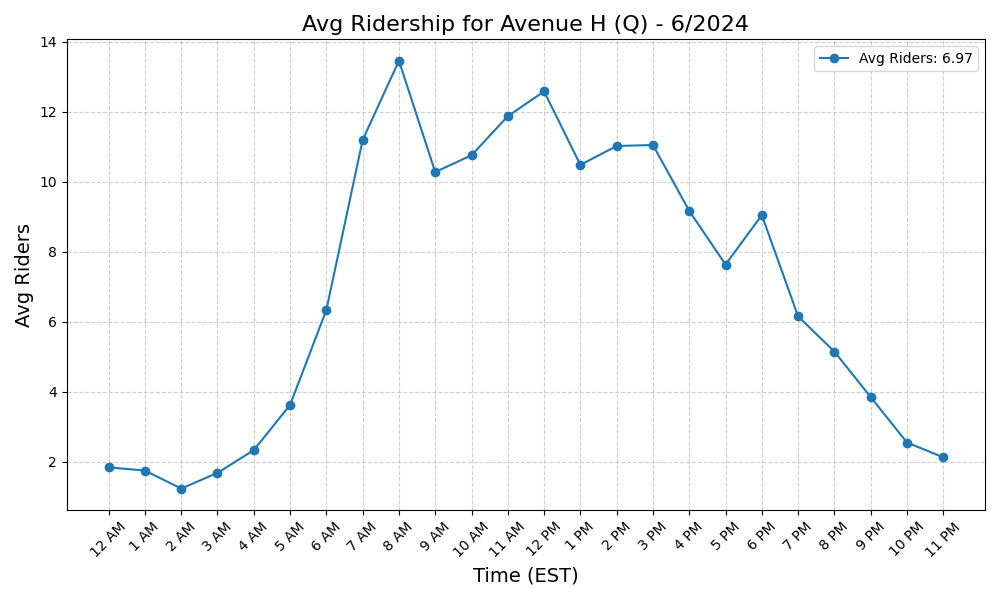 Avg Ridership for Avenue H (Q) - 6/2024
Avg Riders: 6.97
Avg Riders
14
12
10
8
6
4
2
12 AM
1 AM
2 AM
3 AM
4 AM
5 AM
6 AM
7 AM
8 AM
9 AM
10 AM
11 AM
12 PM
1 PM
2 PM
3 PM
4 PM
5 PM
6 PM
7 PM
8 PM
9 PM
10 PM
11 PM
Time (EST)